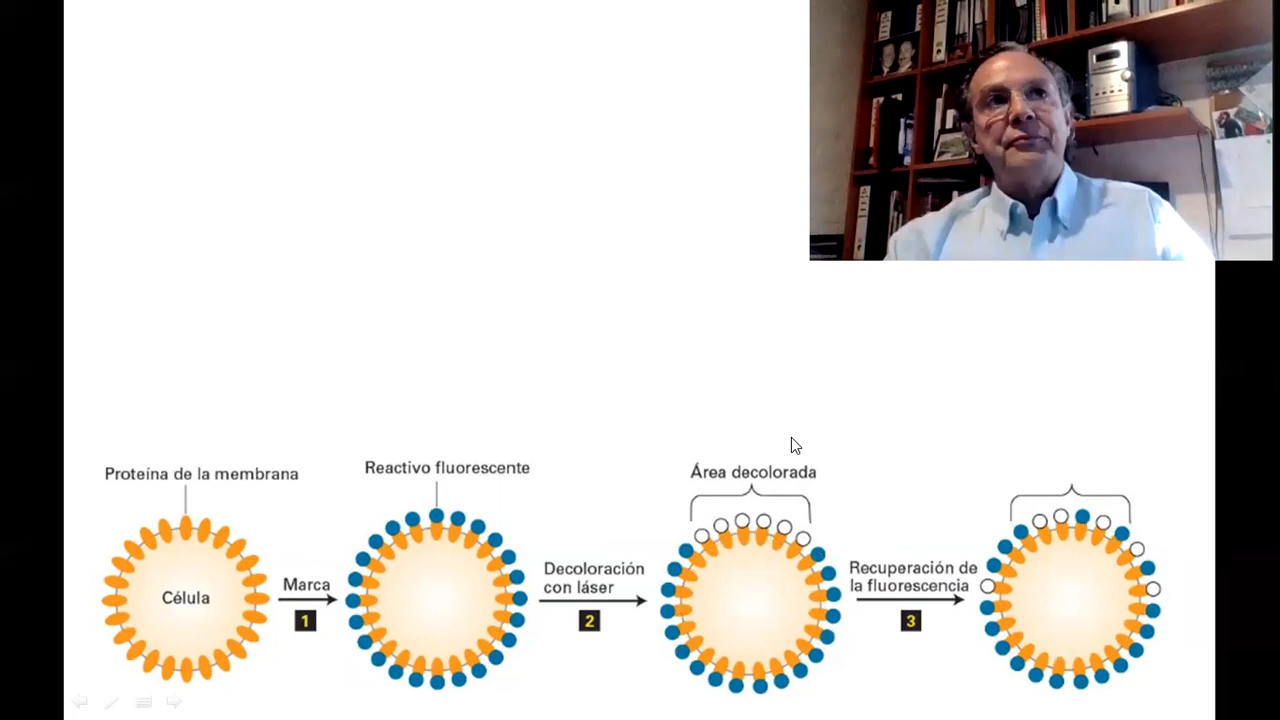 Proteína de la membrana
Célula
Marca
1
Reactivo fluorescente
Decoloración
con láser
2
Área decolorada
Recuperación de
la fluorescencia
3